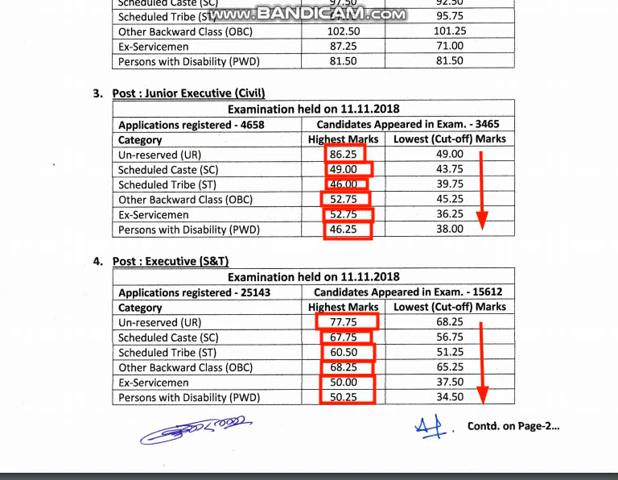 Scheduled Caste (SC) 97.50 92.50
www.BANDICAM.com
Scheduled Tribe (ST) 95.75
Other Backward Class (OBC) 102.50 101.25
Ex-Servicemen 87.25 71.00
Persons with Disability (PWD) 81.50 81.50
3. Post : Junior Executive (Civil)
Examination held on 11.11.2018
Applications registered - 4658 Candidates Appeared in Exam. - 3465
Category Highest Marks Lowest (Cut-off) Marks
Un-reserved (UR) 86.25 49.00
Scheduled Caste (SC) 49.00 43.75
Scheduled Tribe (ST) 46.00 39.75
Other Backward Class (OBC) 52.75 45.25
Ex-Servicemen 52.75 36.25
Persons with Disability (PWD) 46.25 38.00
4. Post : Executive (S&T)
Examination held on 11.11.2018
Applications registered - 25143 Candidates Appeared in Exam. - 15612
Category Highest Marks Lowest (Cut-off) Marks
Un-reserved (UR) 77.75 68.25
Scheduled Caste (SC) 67.75 56.75
Scheduled Tribe (ST) 60.50 51.25
Other Backward Class (OBC) 68.25 65.25
Ex-Servicemen 50.00 37.50
Persons with Disability (PWD) 50.25 34.50
Contd. on Page-2...